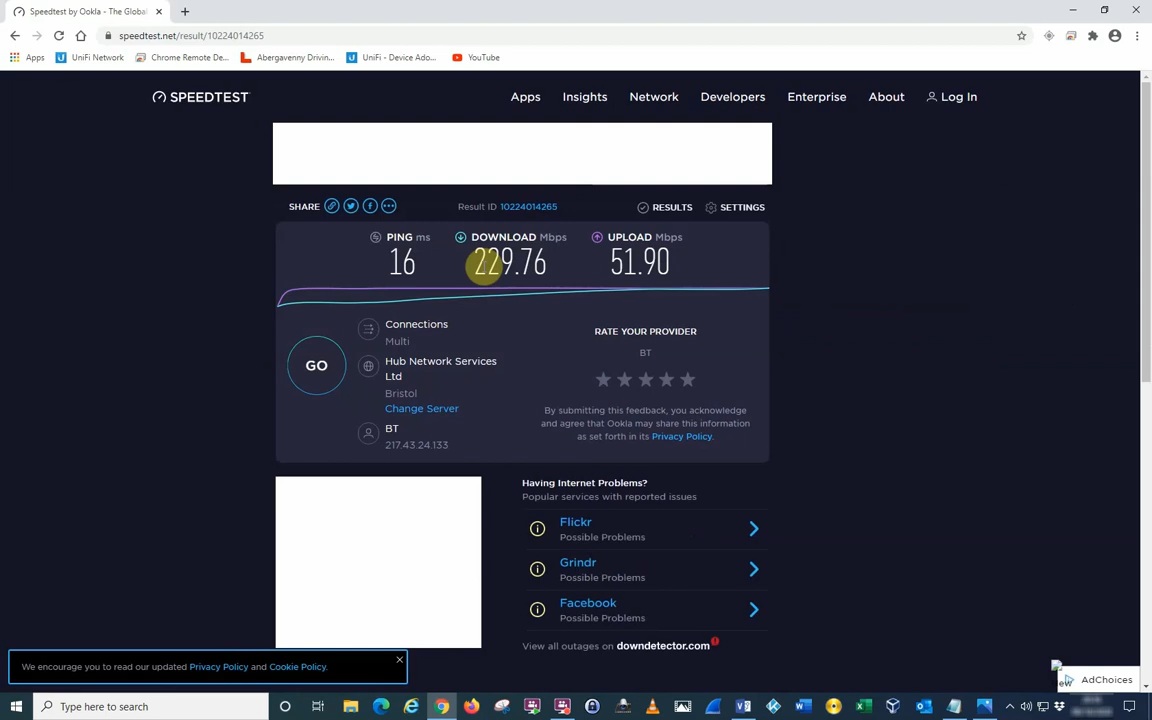 Speedtest by Ookla - The Global
speedtest.net/result/10224014265
Apps
UniFi Network
Chrome Remote De...
Abergavenny Drivin...
UniFi - Device Ado...
YouTube
SPEEDTEST
Apps
Insights
Network
Developers
Enterprise
About
Log In
SHARE
Result ID 10224014265
RESULTS
SETTINGS
PING ms
DOWNLOAD Mbps
UPLOAD Mbps
16
229.76
51.90
GO
Connections
Multi
Hub Network Services
Ltd
Bristol
Change Server
BT
217.43.24.133
RATE YOUR PROVIDER
BT
By submitting this feedback, you acknowledge
and agree that Ookla may share this information
as set forth in its Privacy Policy.
Having Internet Problems?
Popular services with reported issues
Flickr
Possible Problems
Grindr
Possible Problems
Facebook
Possible Problems
View all outages on downdetector.com
We encourage you to read our updated Privacy Policy and Cookie Policy.
AdChoices
Type here to search